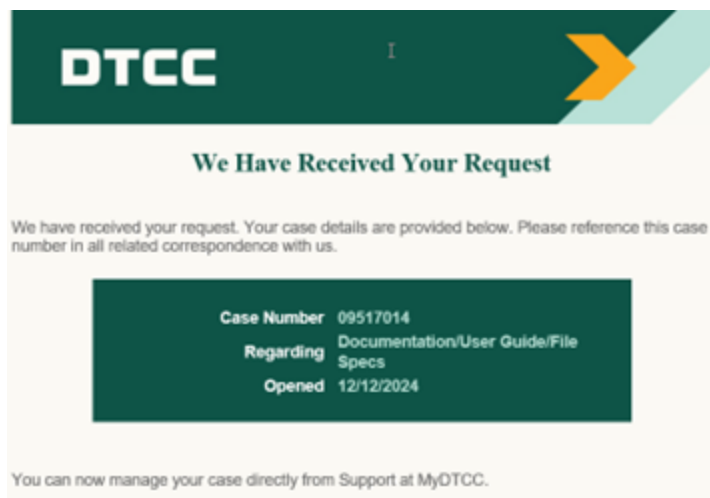 DTCC
We Have Received Your Request
We have received your request. Your case details are provided below. Please reference this case
number in all related correspondence with us.
Case Number 09517014
Regarding Documentation/User Guide/File
Specs
Opened 12/12/2024
You can now manage your case directly from Support at MyDTCC.